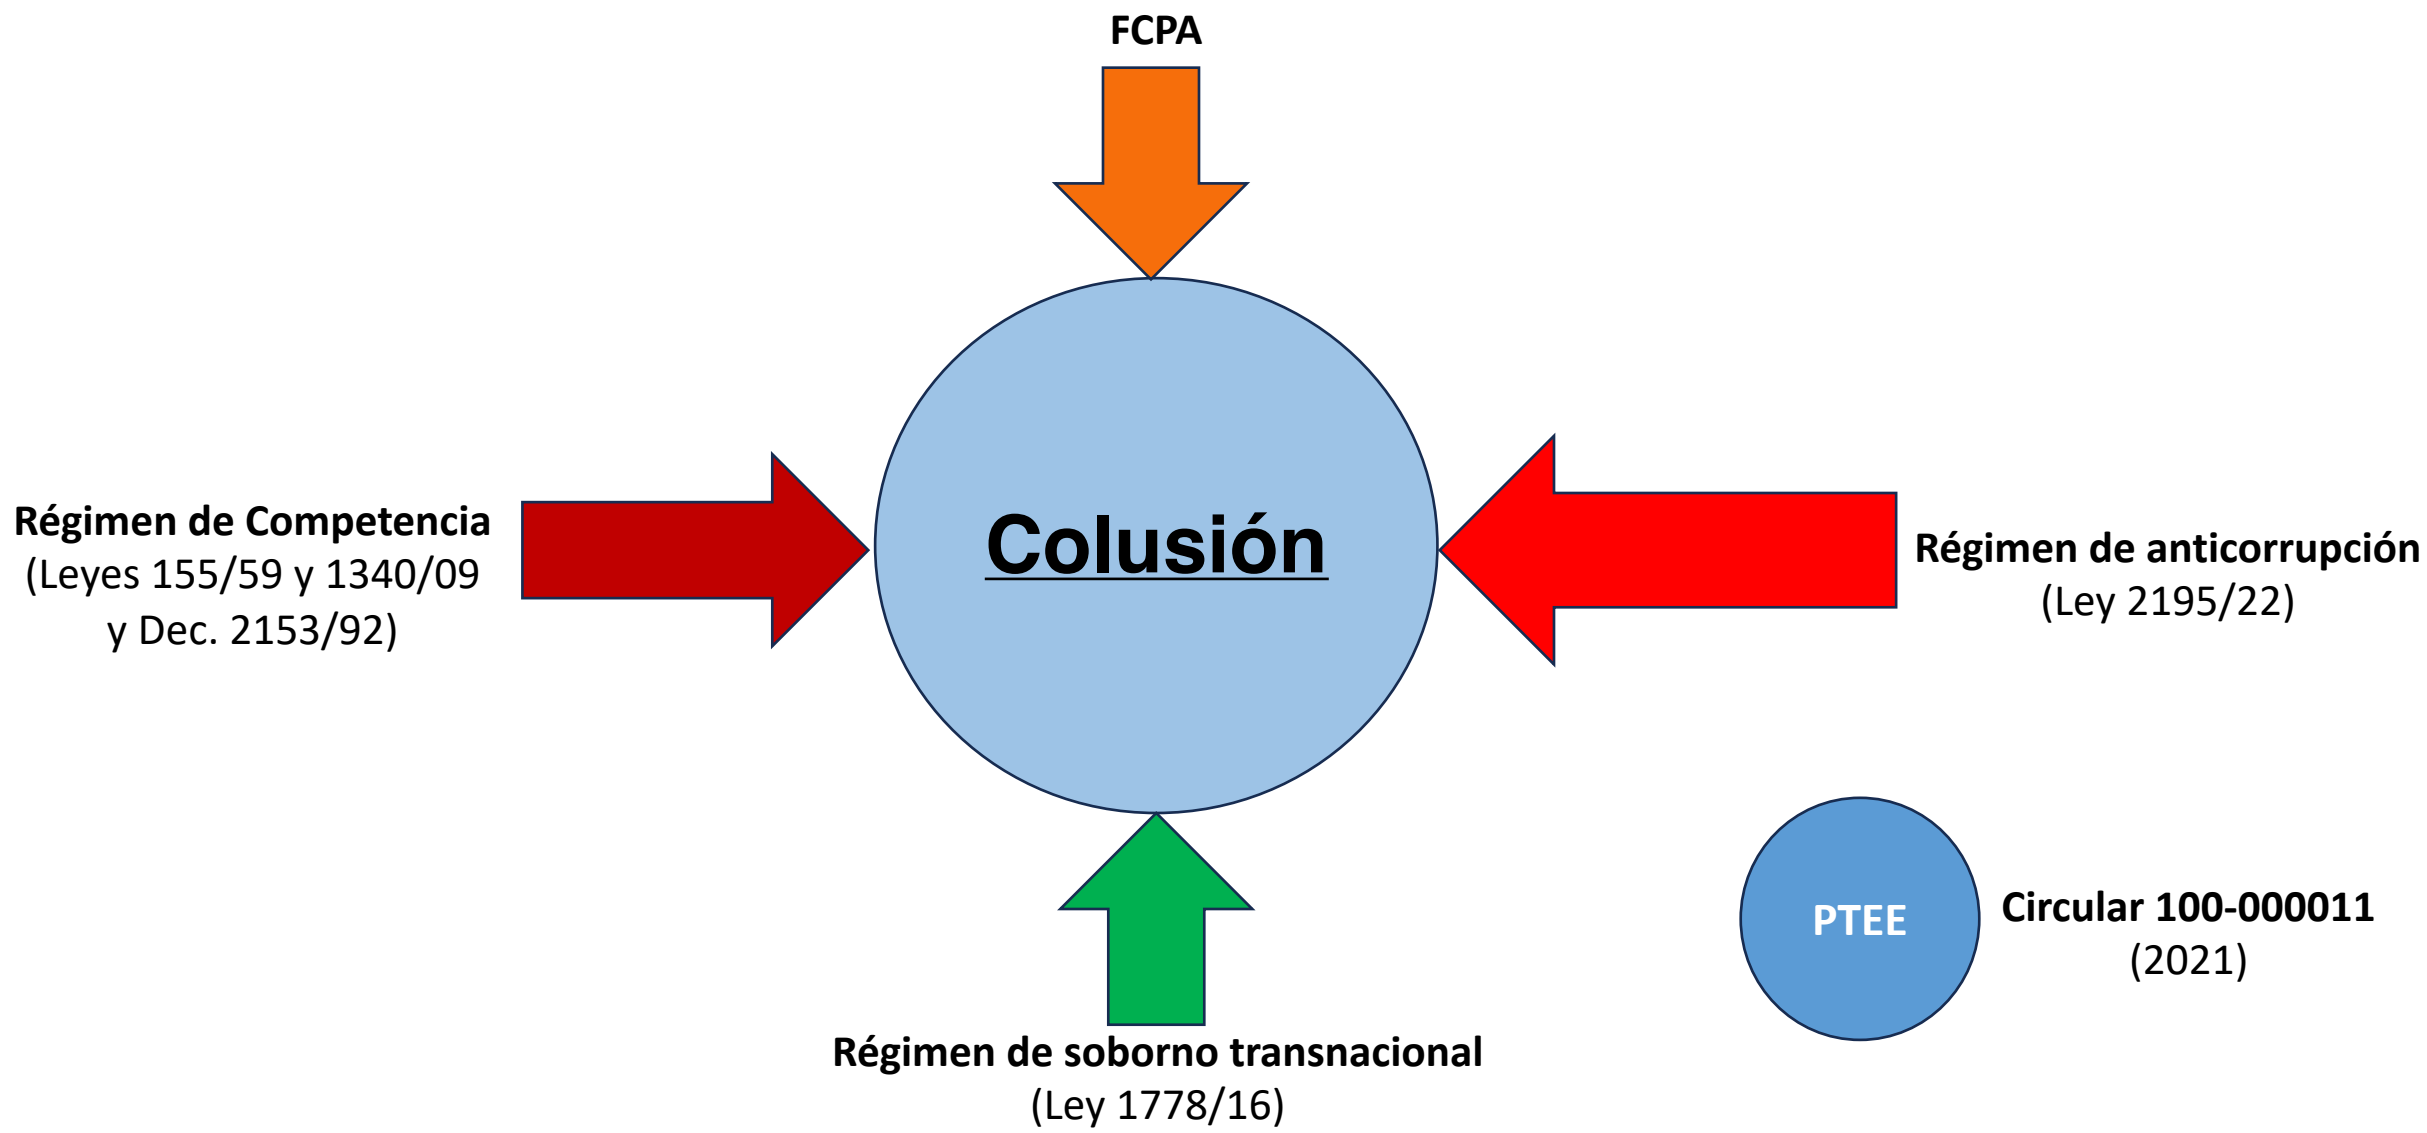 FCPA
Régimen de Competencia
(Leyes 155/59 y 1340/09
y Dec. 2153/92)
Colusión
Régimen de anticorrupción
(Ley 2195/22)
PTEE
Circular 100-000011
(2021)
Régimen de soborno transnacional
(Ley 1778/16)